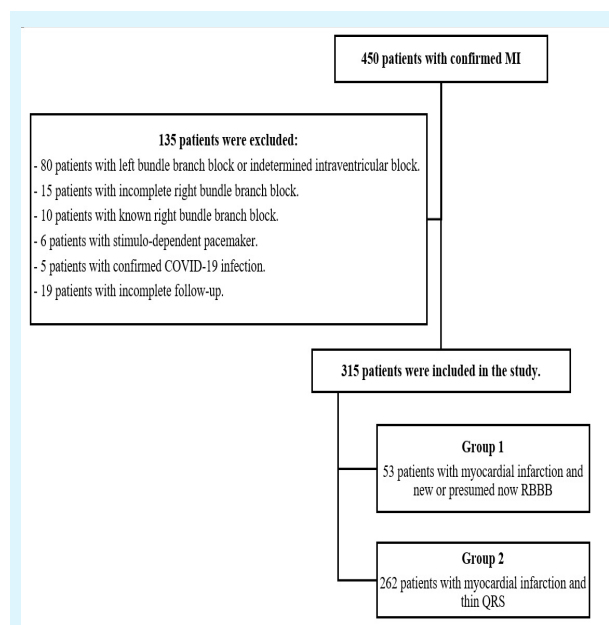 450 patients with confirmed MI
135 patients were excluded:
- 80 patients with left bundle branch block or indetermined intraventricular block.
- 15 patients with incomplete right bundle branch block.
- 10 patients with known right bundle branch block.
- 6 patients with stimulo-dependent pacemaker.
- 5 patients with confirmed COVID-19 infection.
- 19 patients with incomplete follow-up.
315 patients were included in the study.
Group 1
53 patients with myocardial infarction and
new or presumed now RBBB
Group 2
262 patients with myocardial infarction and
thin QRS